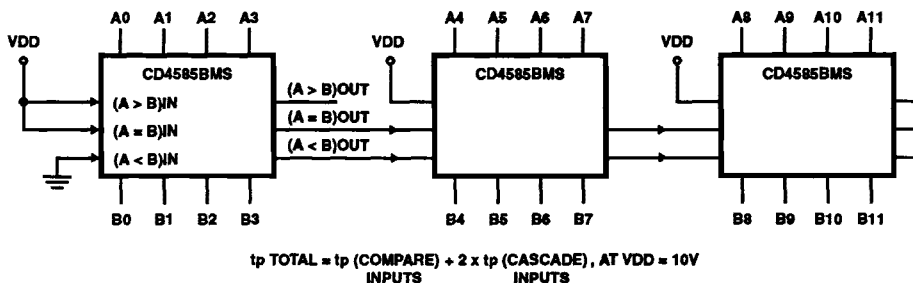 A0 A1 A2 A3
A4 A5 A6 A7
A8 A9 A10 A11
VDD
VDD
VDD
CD4585BMS
CD4585BMS
CD4585BMS
(A > B)IN
(A = B)IN
(A < B)IN
(A > B)OUT
(A = B)OUT
(A < B)OUT
B0 B1 B2 B3
B4 B5 B6 B7
B8 B9 B10 B11
tp TOTAL = tp (COMPARE) + 2 x tp (CASCADE) , AT VDD = 10V
INPUTS INPUTS